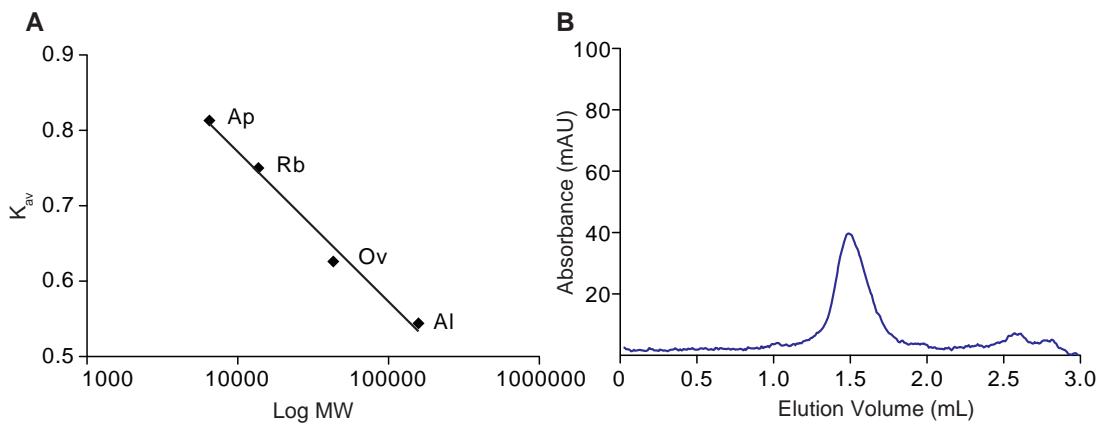 A
0.9
0.8
0.7
0.6
0.5
Kav
Ap
Rb
Ov
Al
1000 10000 100000 1000000
Log MW
B
100
80
60
40
20
Absorbance (mAU)
0 0.5 1.0 1.5 2.0 2.5 3.0
Elution Volume (mL)